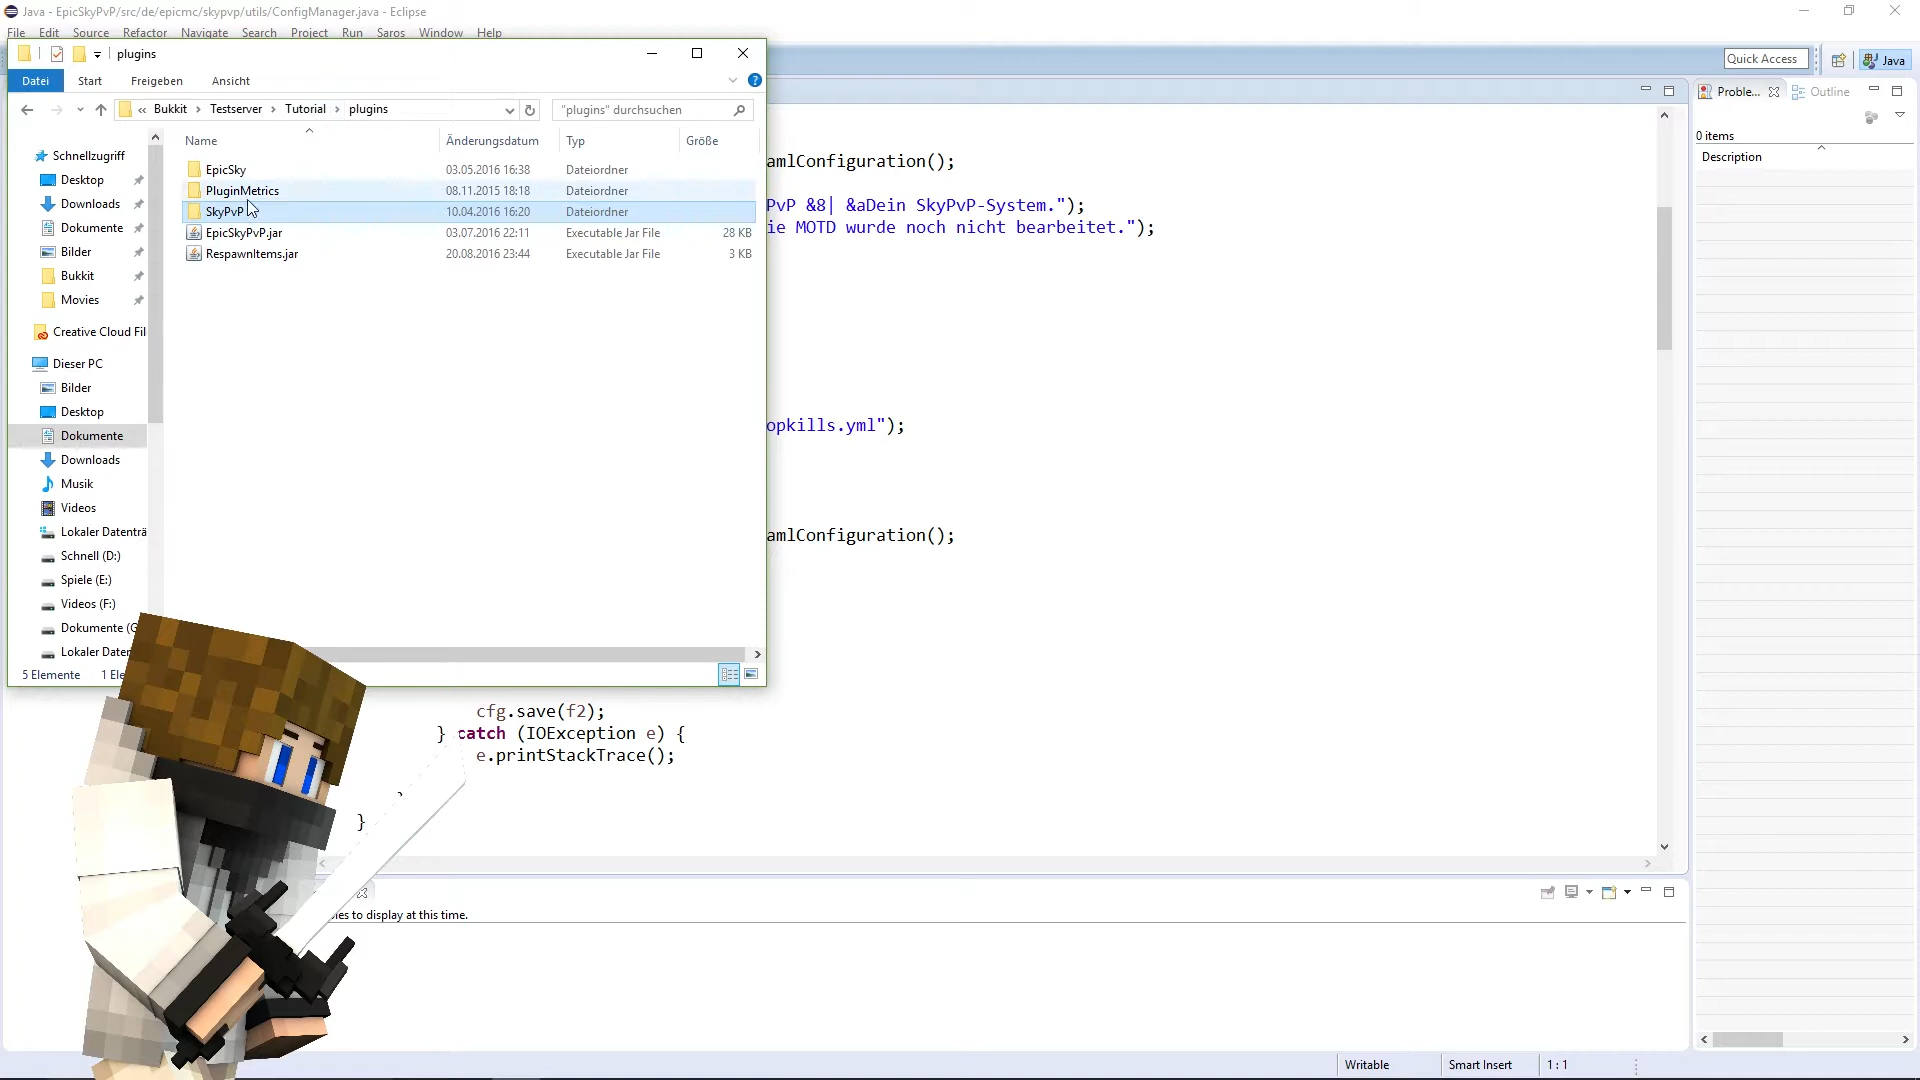 Java - EpicSkyPvP/src/de/epicmc/skypvp/utils/ConfigManager.java - Eclipse
File Edit Source Refactor Navigate Search Project Run Saros Window Help
plugins
Datei Start Freigeben Ansicht
« Bukkit › Testserver › Tutorial › plugins
"plugins" durchsuchen
Name Änderungsdatum Typ Größe
EpicSky 03.05.2016 16:38 Dateiordner
PluginMetrics 08.11.2015 18:18 Dateiordner
SkyPvP 10.04.2016 16:20 Dateiordner
EpicSkyPvP.jar 03.07.2016 22:11 Executable Jar File 28 KB
RespawnItems.jar 20.08.2016 23:44 Executable Jar File 3 KB
Schnellzugriff
Desktop
Downloads
Dokumente
Bilder
Bukkit
Movies
Creative Cloud Fil
Dieser PC
Bilder
Desktop
Dokumente
Downloads
Musik
Videos
Lokaler Datenträ
Schnell (D:)
Spiele (E:)
Videos (F:)
Dokumente (G
Lokaler Daten
5 Elemente 1 Ele
Quick Access
Java
Proble... Outline
0 items
Description
amlConfiguration();
PvP &8| &aDein SkyPvP-System.");
ie MOTD wurde noch nicht bearbeitet.");
opkills.yml");
amlConfiguration();
cfg.save(f2);
} catch (IOException e) {
e.printStackTrace();
}
les to display at this time.
Writable Smart Insert 1 : 1